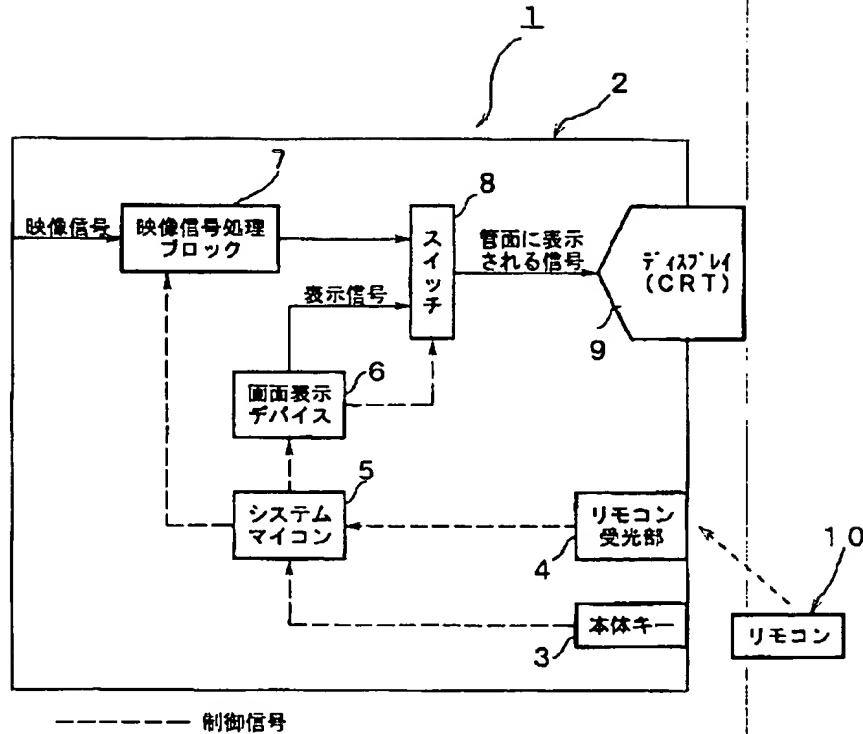 1
2
7
8
映像信号
映像信号処理
ブロック
スイッチ
管面に表示
される信号
ディスプレイ
(CRT)
9
表示信号
6
画面表示
デバイス
5
システム
マイコン
リモコン
受光部
4
10
本体キー
3
リモコン
制御信号